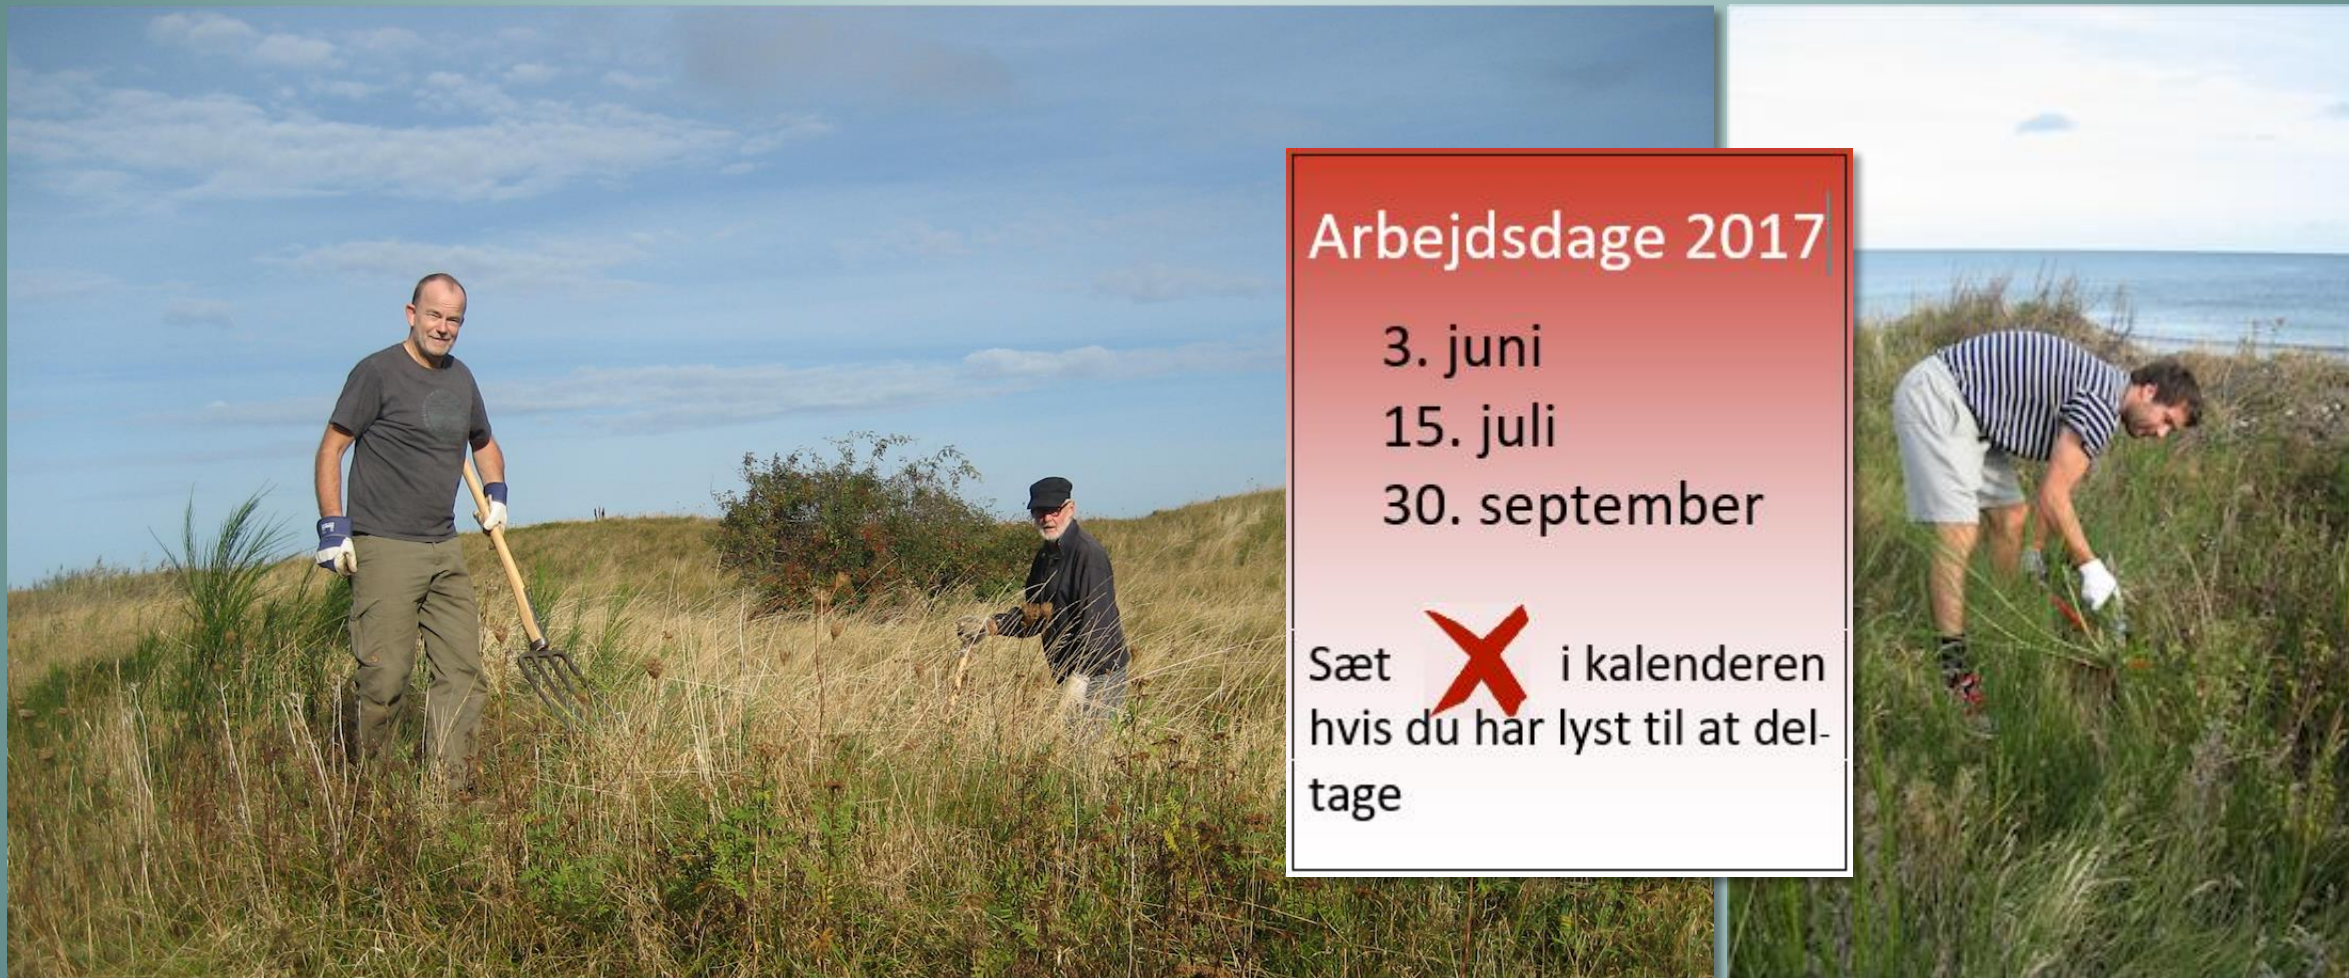 Arbejdsdage 2017
3. juni
15. juli
30. september
Sæt X i kalenderen
hvis du har lyst til at del-
tage